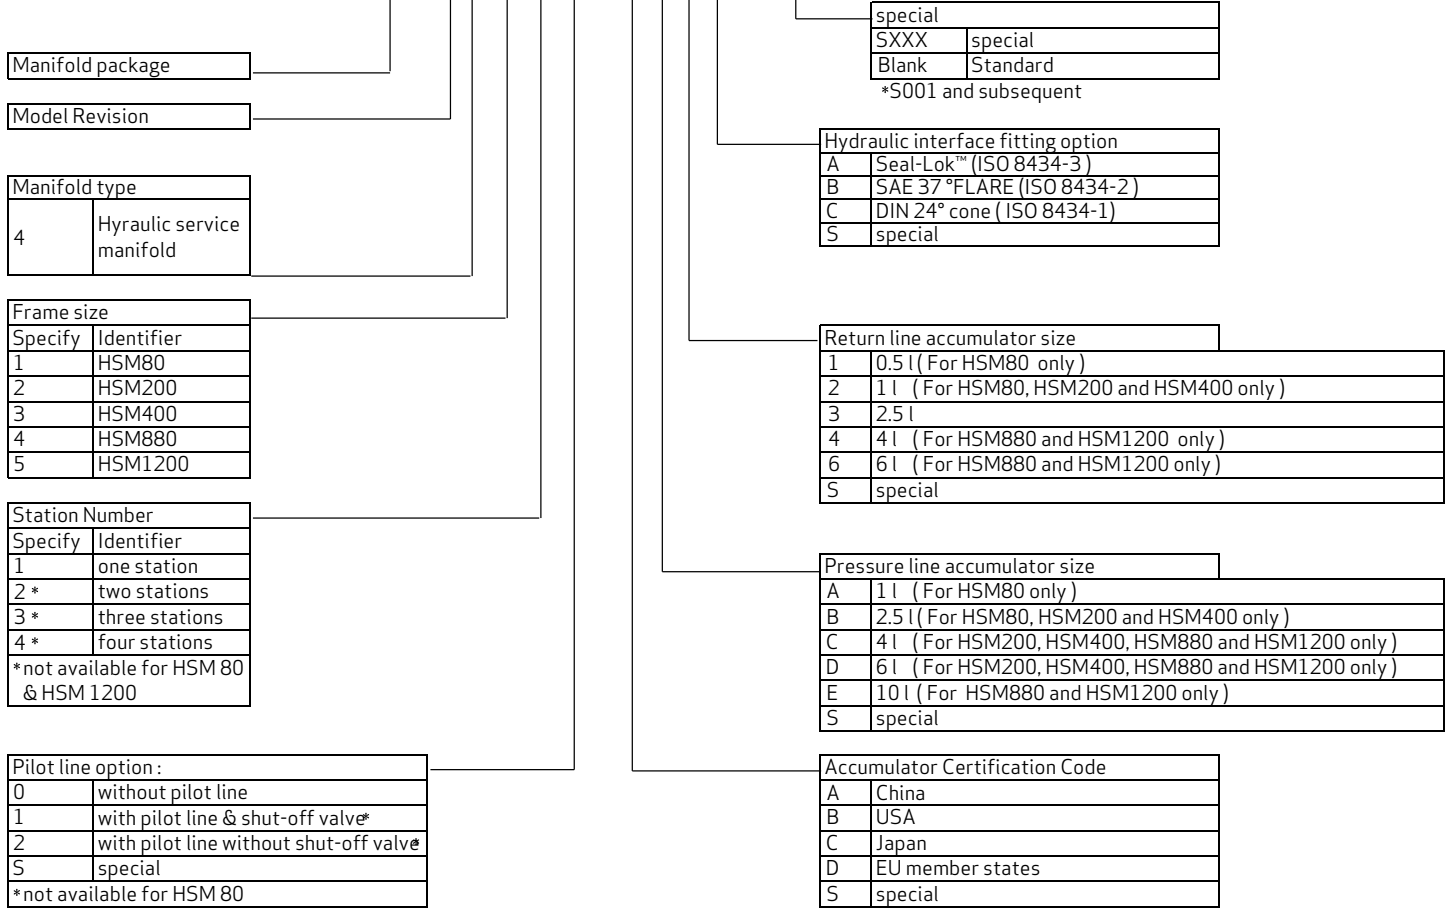 Manifold package
Model Revision
Manifold type
4 Hyraulic service
manifold
Frame size
Specify Identifier
1 HSM80
2 HSM200
3 HSM400
4 HSM880
5 HSM1200
Station Number
Specify Identifier
1 one station
2 * two stations
3 * three stations
4 * four stations
*not available for HSM 80
& HSM 1200
Pilot line option :
0 without pilot line
1 with pilot line & shut-off valve*
2 with pilot line without shut-off valve*
S special
*not available for HSM 80
special
SXXX special
Blank Standard
*S001 and subsequent
Hydraulic interface fitting option
A Seal-Lok™ (ISO 8434-3 )
B SAE 37 °FLARE (ISO 8434-2 )
C DIN 24° cone ( ISO 8434-1)
S special
Return line accumulator size
1 0.5 l ( For HSM80 only )
2 1 l ( For HSM80, HSM200 and HSM400 only )
3 2.5 l
4 4 l ( For HSM880 and HSM1200 only )
6 6 l ( For HSM880 and HSM1200 only )
S special
Pressure line accumulator size
A 1 l ( For HSM80 only )
B 2.5 l ( For HSM80, HSM200 and HSM400 only )
C 4 l ( For HSM200, HSM400, HSM880 and HSM1200 only )
D 6 l ( For HSM200, HSM400, HSM880 and HSM1200 only )
E 10 l ( For HSM880 and HSM1200 only )
S special
Accumulator Certification Code
A China
B USA
C Japan
D EU member states
S special